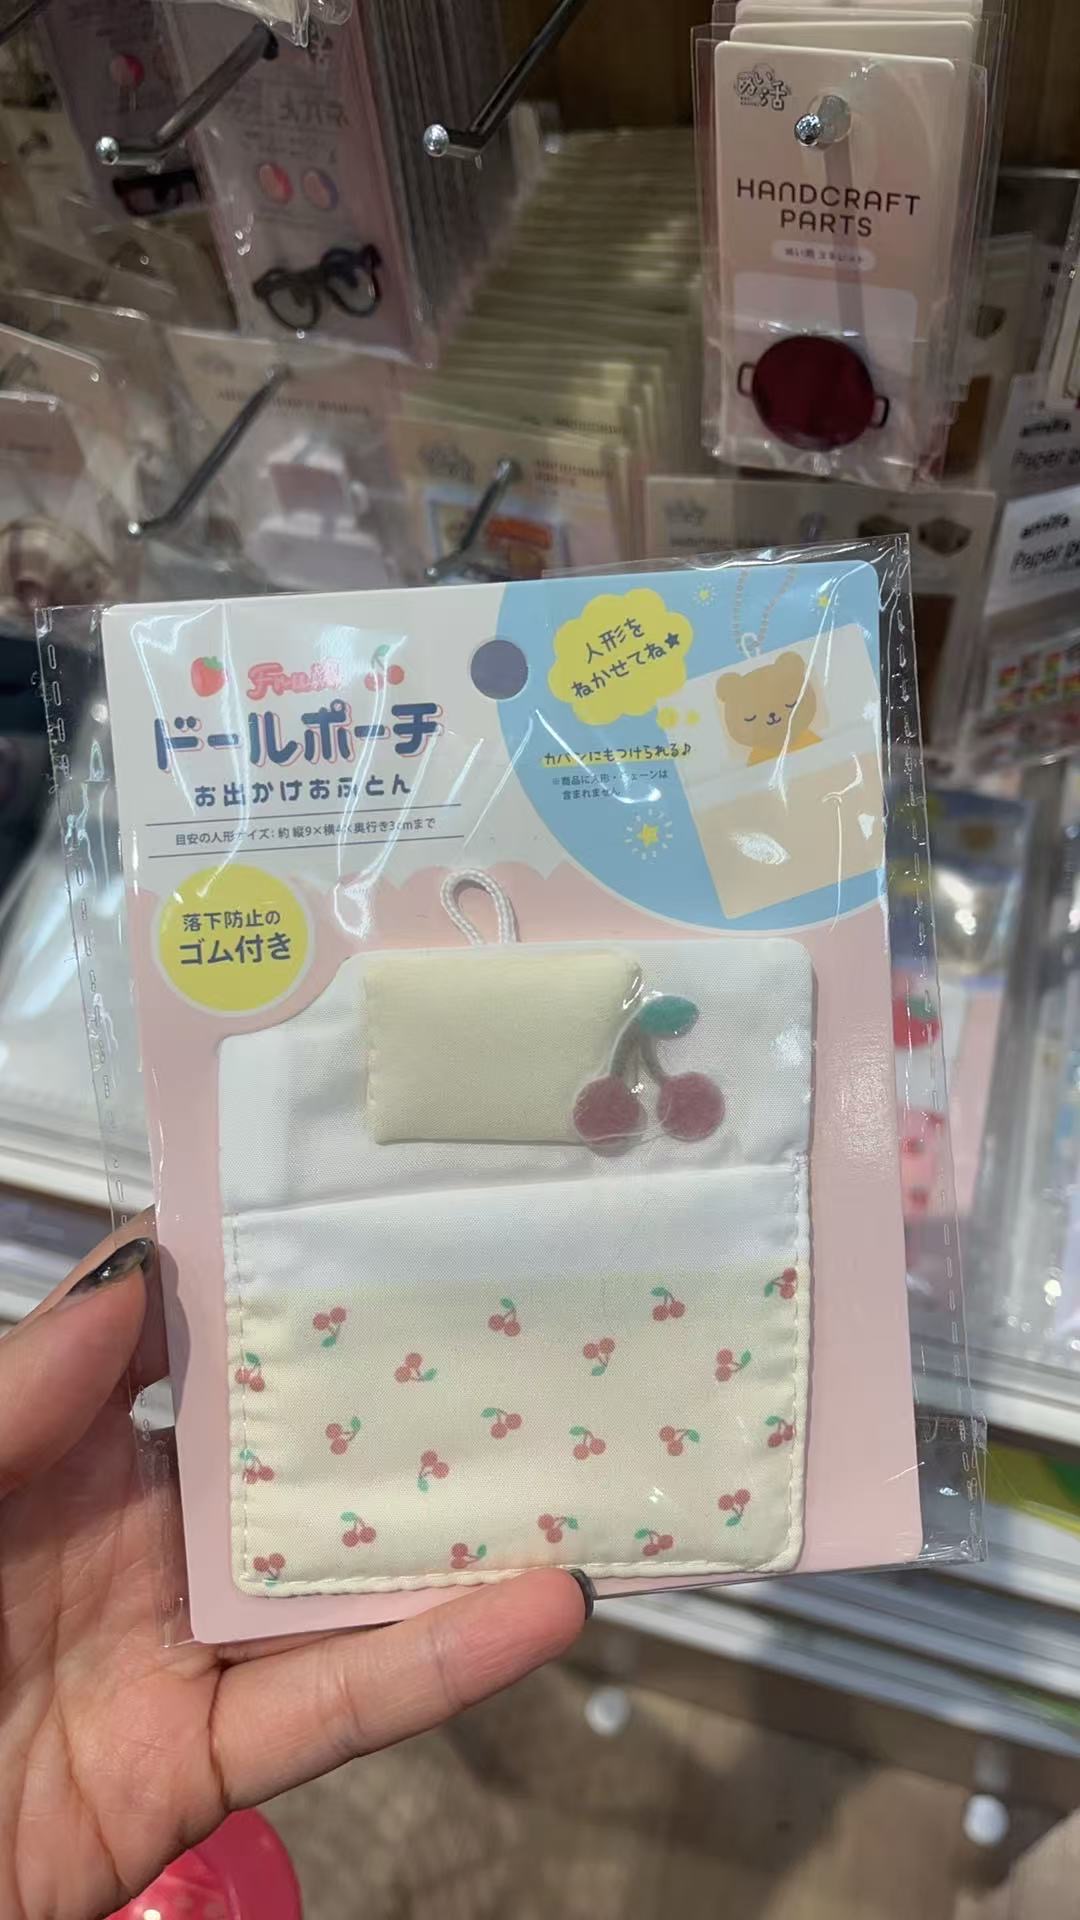 ぬい活
HANDCRAFT
PARTS
Fruits
ドールポーチ
お出かけおふとん
目安の人形サイズ：約 縦9×横4×奥行き3cmまで
人形を
ねかせてね★
カバンにもつけられる♪
※商品に人形・チェーンは
含まれません
落下防止の
ゴム付き